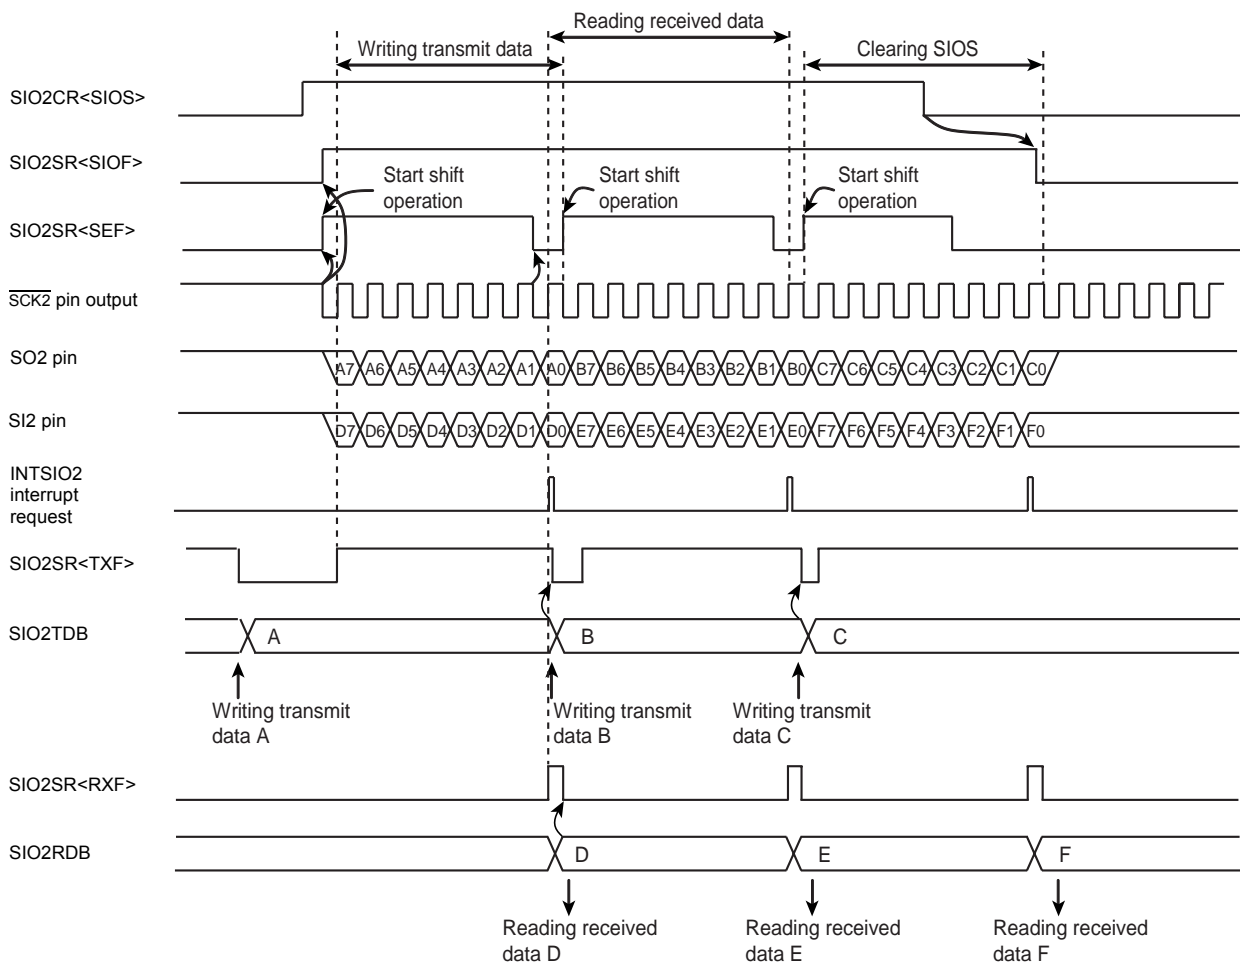 Reading received data
Writing transmit data
Clearing SIOS
SIO2CR<SIOS>
SIO2SR<SIOF>
Start shift
operation
Start shift
operation
Start shift
operation
SIO2SR<SEF>
SCK2 pin output
SO2 pin
A7 A6 A5 A4 A3 A2 A1 A0 B7 B6 B5 B4 B3 B2 B1 B0 C7 C6 C5 C4 C3 C2 C1 C0
SI2 pin
D7 D6 D5 D4 D3 D2 D1 D0 E7 E6 E5 E4 E3 E2 E1 E0 F7 F6 F5 F4 F3 F2 F1 F0
INTSIO2
interrupt
request
SIO2SR<TXF>
SIO2TDB
A B C
Writing transmit
data A
Writing transmit
data B
Writing transmit
data C
SIO2SR<RXF>
SIO2RDB
D E F
Reading received
data D
Reading received
data E
Reading received
data F